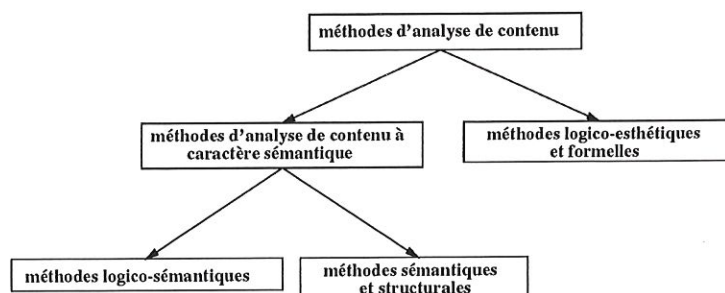 méthodes d'analyse de contenu
méthodes d'analyse de contenu à
caractère sémantique
méthodes logico-esthétiques
et formelles
méthodes logico-sémantiques
méthodes sémantiques
et structurales